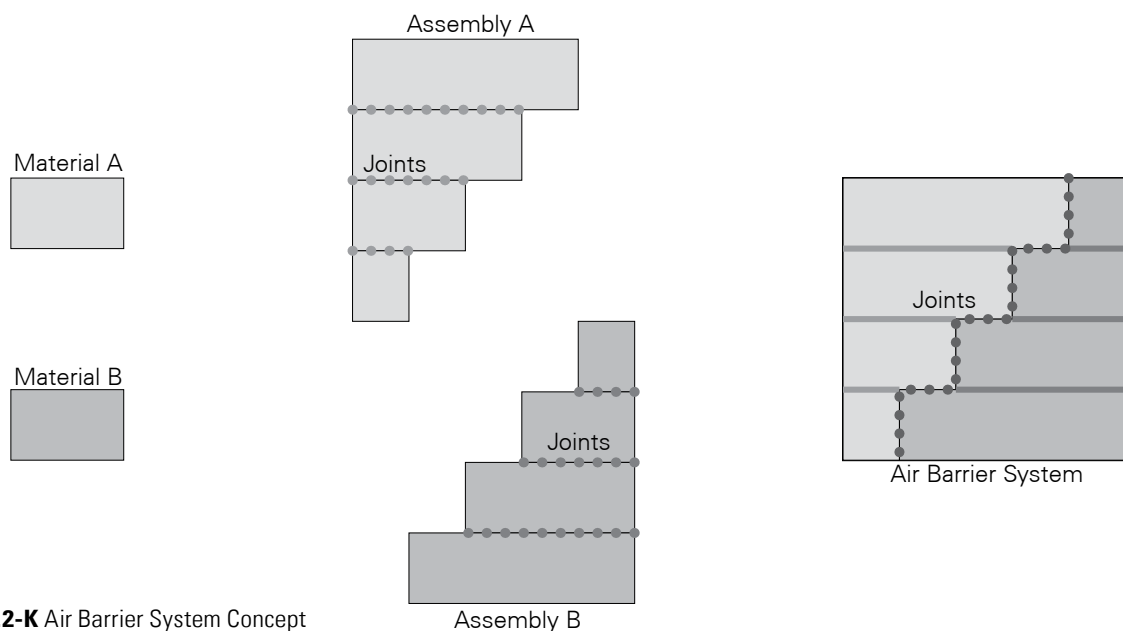 Assembly A
Material A
Joints
Joints
Material B
Joints
Air Barrier System
2-K Air Barrier System Concept
Assembly B